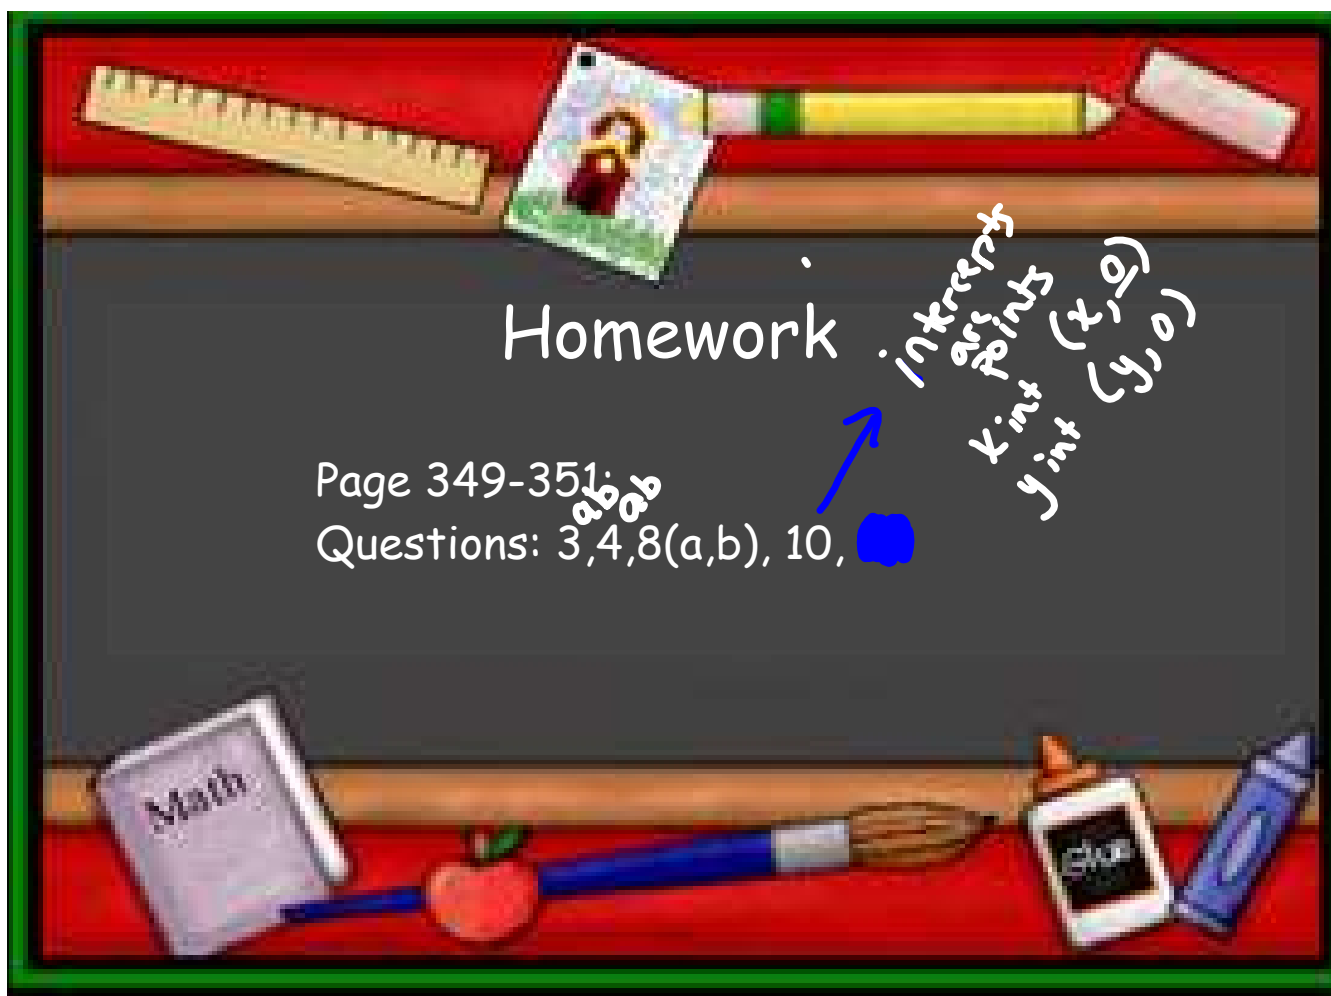 Homework
intercepts
are
points
x int (x,0)
y int (y,0)
Page 349-351:
ab ab
Questions: 3,4,8(a,b), 10,
Math
Glue